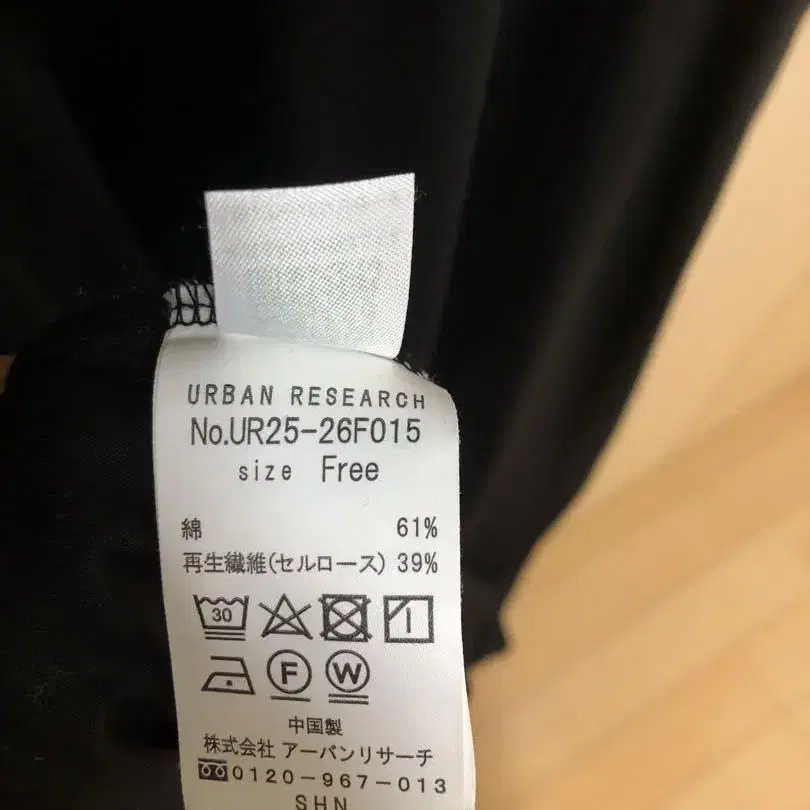 URBAN RESEARCH
No.UR25-26F015
size Free
綿 61%
再生繊維(セルロース) 39%
30
F W
中国製
株式会社 アーバンリサーチ
0120-967-013
SHN